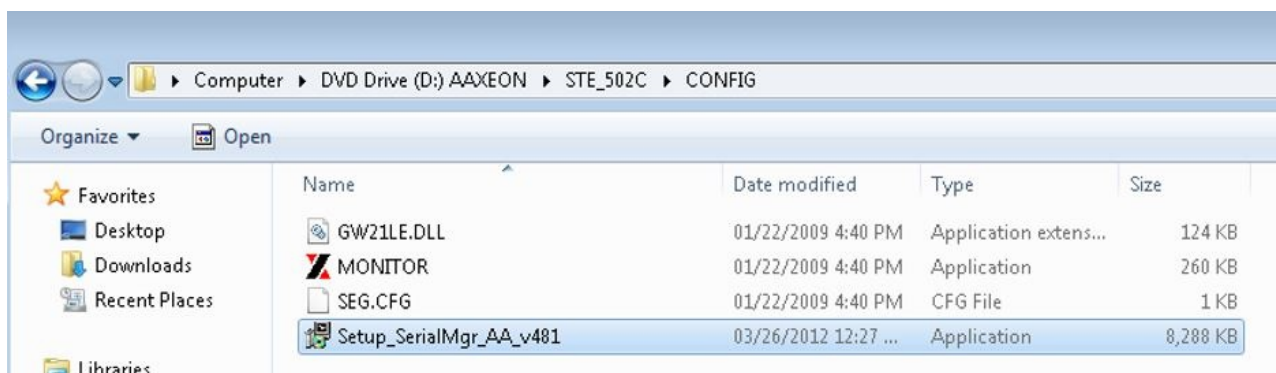 Computer DVD Drive (D:) AAXEON STE_502C CONFIG
Organize Open
Favorites
Desktop
Downloads
Recent Places
Libraries
Name Date modified Type Size
GW21LE.DLL 01/22/2009 4:40 PM Application extens... 124 KB
MONITOR 01/22/2009 4:40 PM Application 260 KB
SEG.CFG 01/22/2009 4:40 PM CFG File 1 KB
Setup_SerialMgr_AA_v481 03/26/2012 12:27 ... Application 8,288 KB